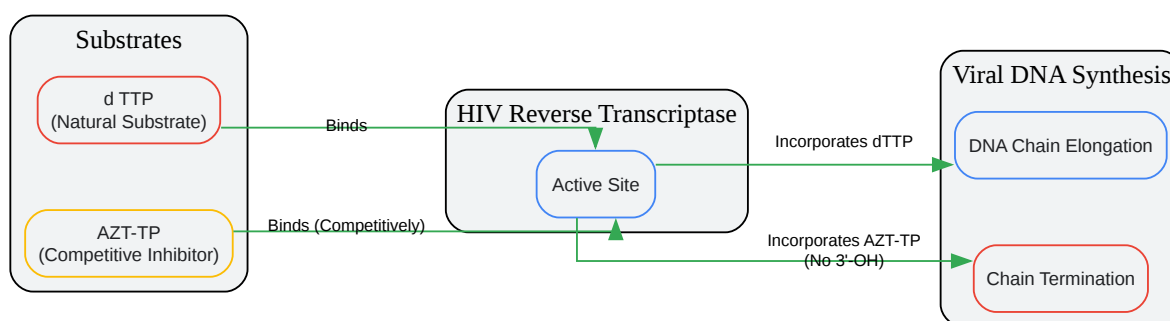 Substrates
d TTP
(Natural Substrate)
AZT-TP
(Competitive Inhibitor)
Binds
Binds (Competitively)
HIV Reverse Transcriptase
Active Site
Incorporates dTTP
Incorporates AZT-TP
(No 3'-OH)
Viral DNA Synthesis
DNA Chain Elongation
Chain Termination